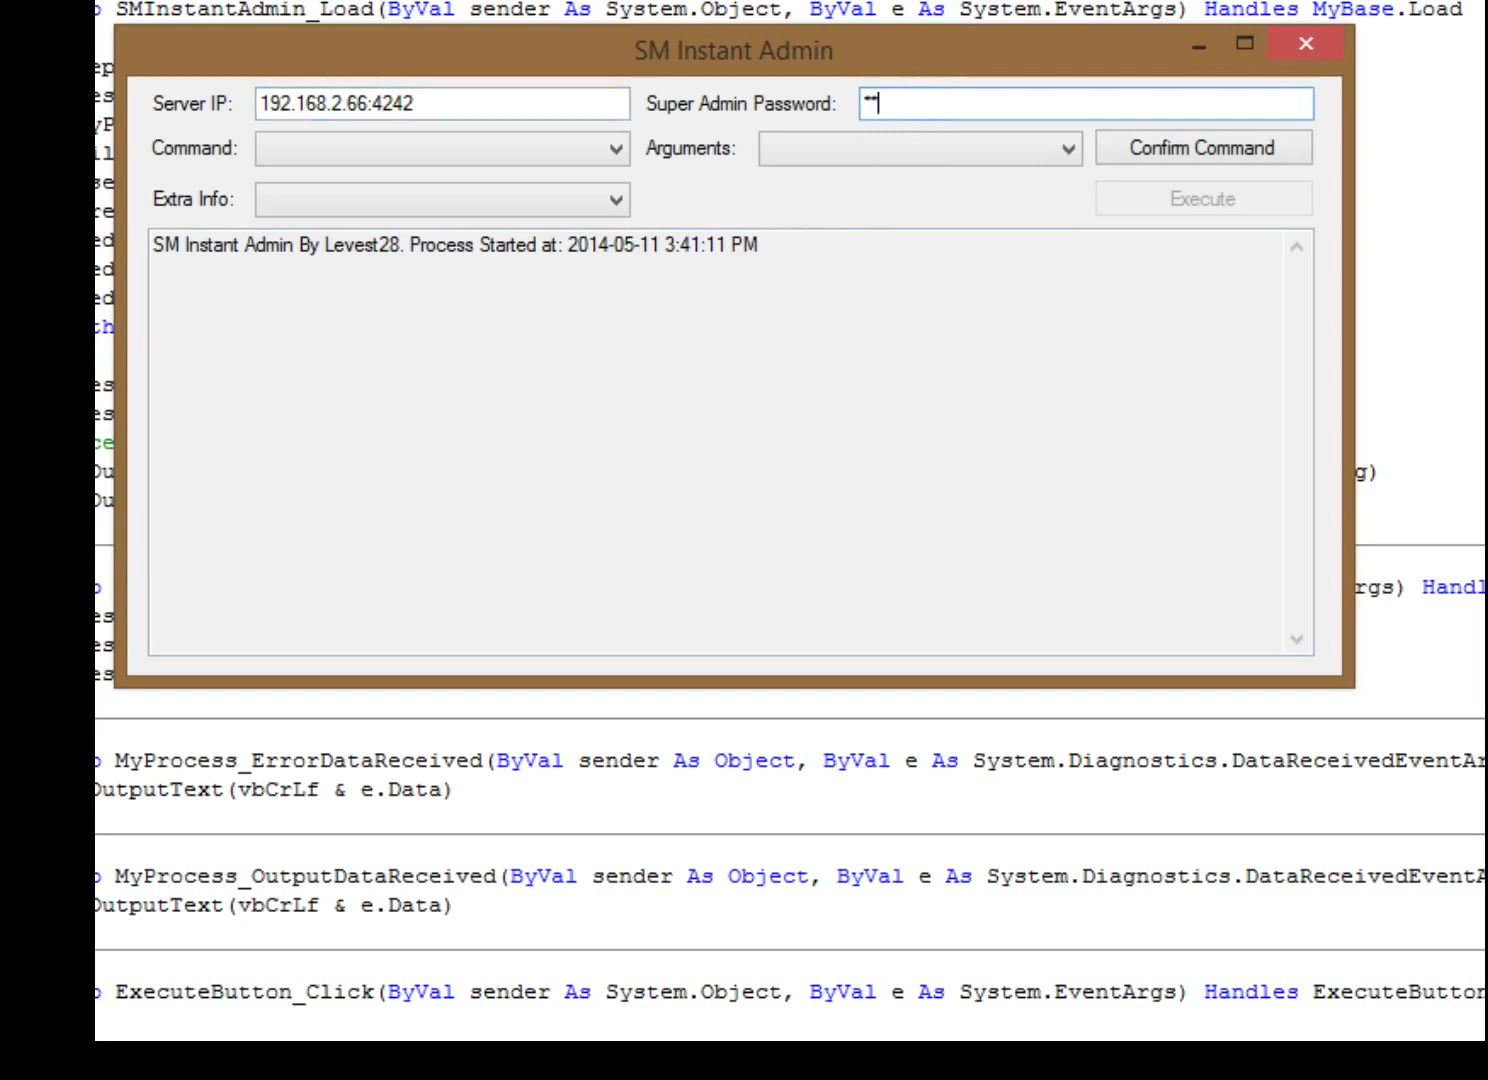 SMInstantAdmin_Load(ByVal sender As System.Object, ByVal e As System.EventArgs) Handles MyBase.Load
SM Instant Admin
Server IP: 192.168.2.66:4242 Super Admin Password: **
Command: Arguments: Confirm Command
Extra Info: Execute
SM Instant Admin By Levest28. Process Started at: 2014-05-11 3:41:11 PM
g)
rgs) Handl
MyProcess_ErrorDataReceived(ByVal sender As Object, ByVal e As System.Diagnostics.DataReceivedEventAr
OutputText(vbCrLf & e.Data)
MyProcess_OutputDataReceived(ByVal sender As Object, ByVal e As System.Diagnostics.DataReceivedEventA
OutputText(vbCrLf & e.Data)
ExecuteButton_Click(ByVal sender As System.Object, ByVal e As System.EventArgs) Handles ExecuteButton